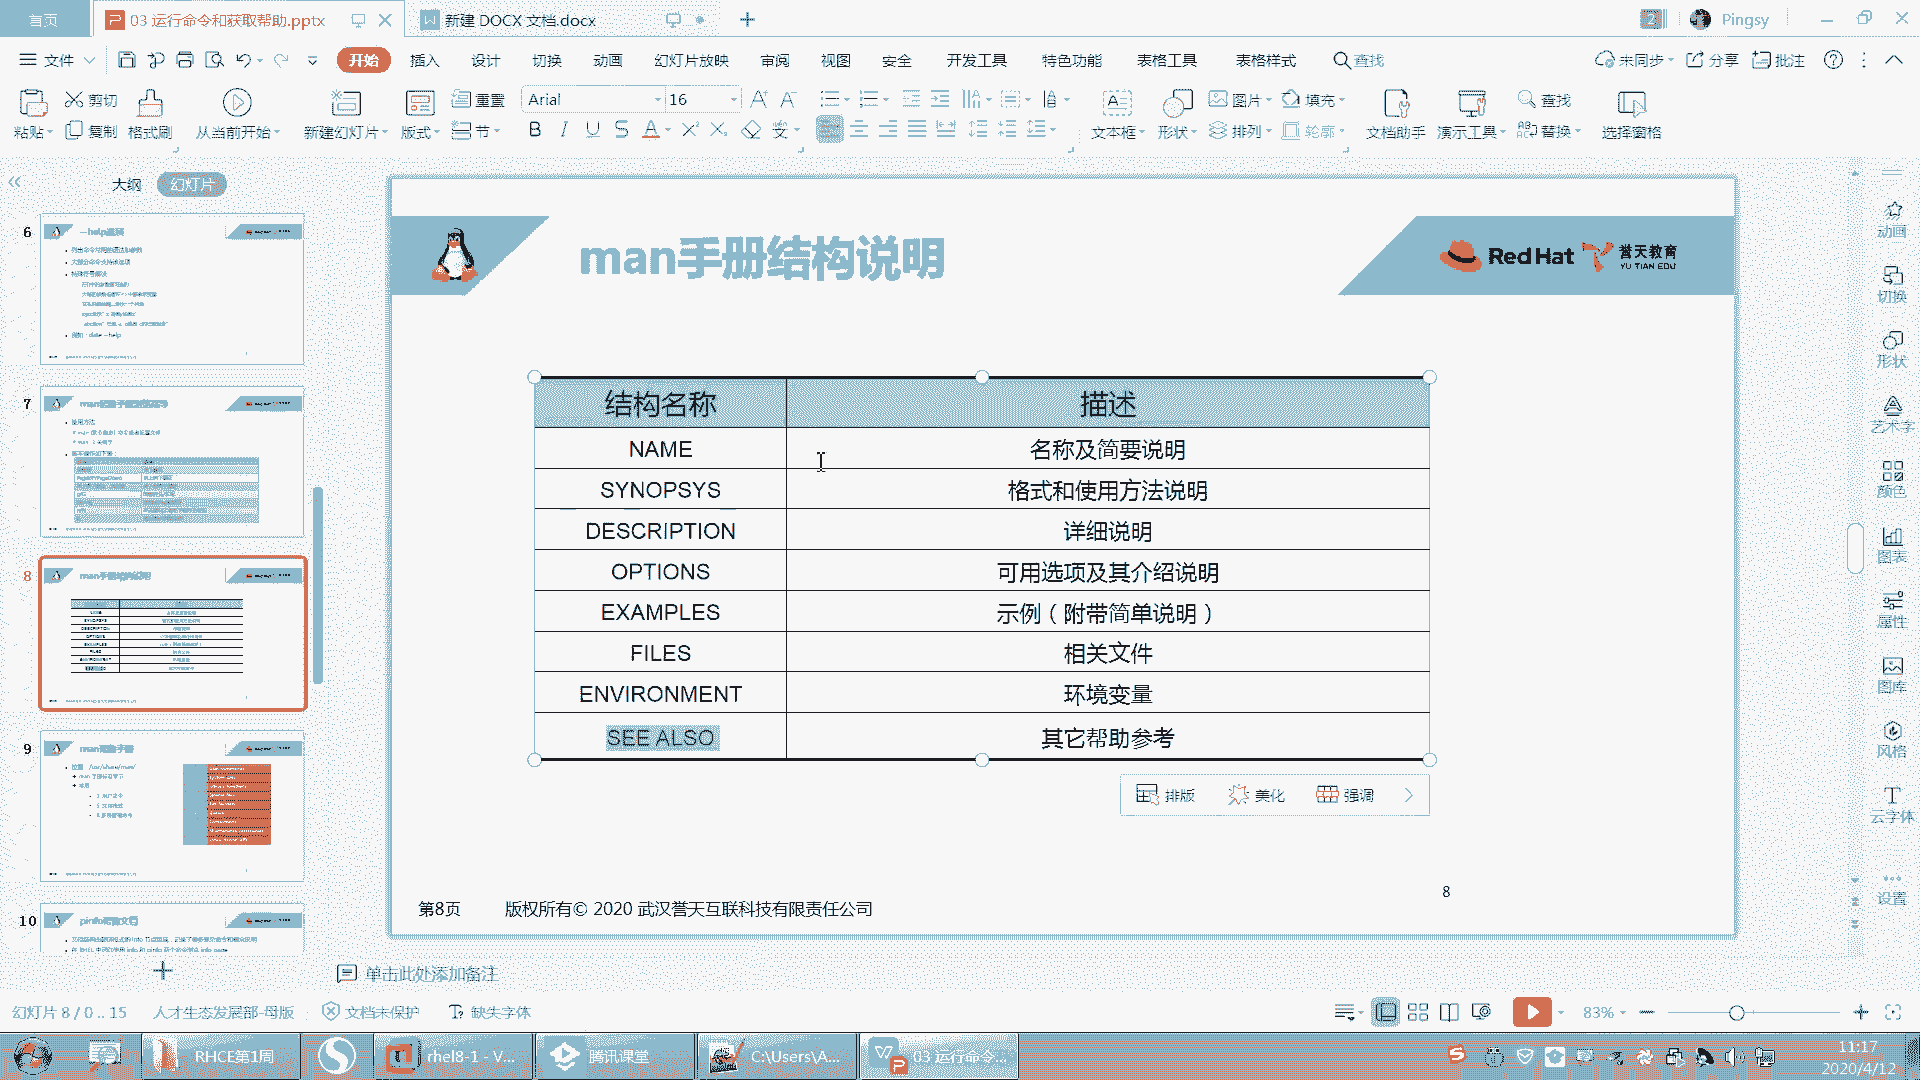 首页
03 运行命令和获取帮助.pptx
新建 DOCX 文档.docx
Pingsy
文件
开始
插入
设计
切换
动画
幻灯片放映
审阅
视图
安全
开发工具
特色功能
表格工具
表格样式
查找
未同步
分享
批注
粘贴
剪切
复制
格式刷
从当前开始
新建幻灯片
版式
重置
节
Arial
16
文本框
形状
图片
排列
填充
轮廓
文档助手
演示工具
查找
替换
选择窗格
大纲
幻灯片
6
7
8
9
10
man手册结构说明
Red Hat
誉天教育
YU TIAN EDU
结构名称 描述
NAME 名称及简要说明
SYNOPSYS 格式和使用方法说明
DESCRIPTION 详细说明
OPTIONS 可用选项及其介绍说明
EXAMPLES 示例（附带简单说明）
FILES 相关文件
ENVIRONMENT 环境变量
SEE ALSO 其它帮助参考
排版
美化
强调
8
第8页
版权所有© 2020 武汉誉天互联科技有限责任公司
单击此处添加备注
动画
切换
形状
艺术字
颜色
图表
属性
图库
风格
云字体
设置
幻灯片 8 / 0 .. 15
人才生态发展部-母版
文档未保护
缺失字体
83%
RHCE第1周
rhel8-1 - V...
腾讯课堂
C:\Users\A...
03 运行命令...
11:17
2020/4/12